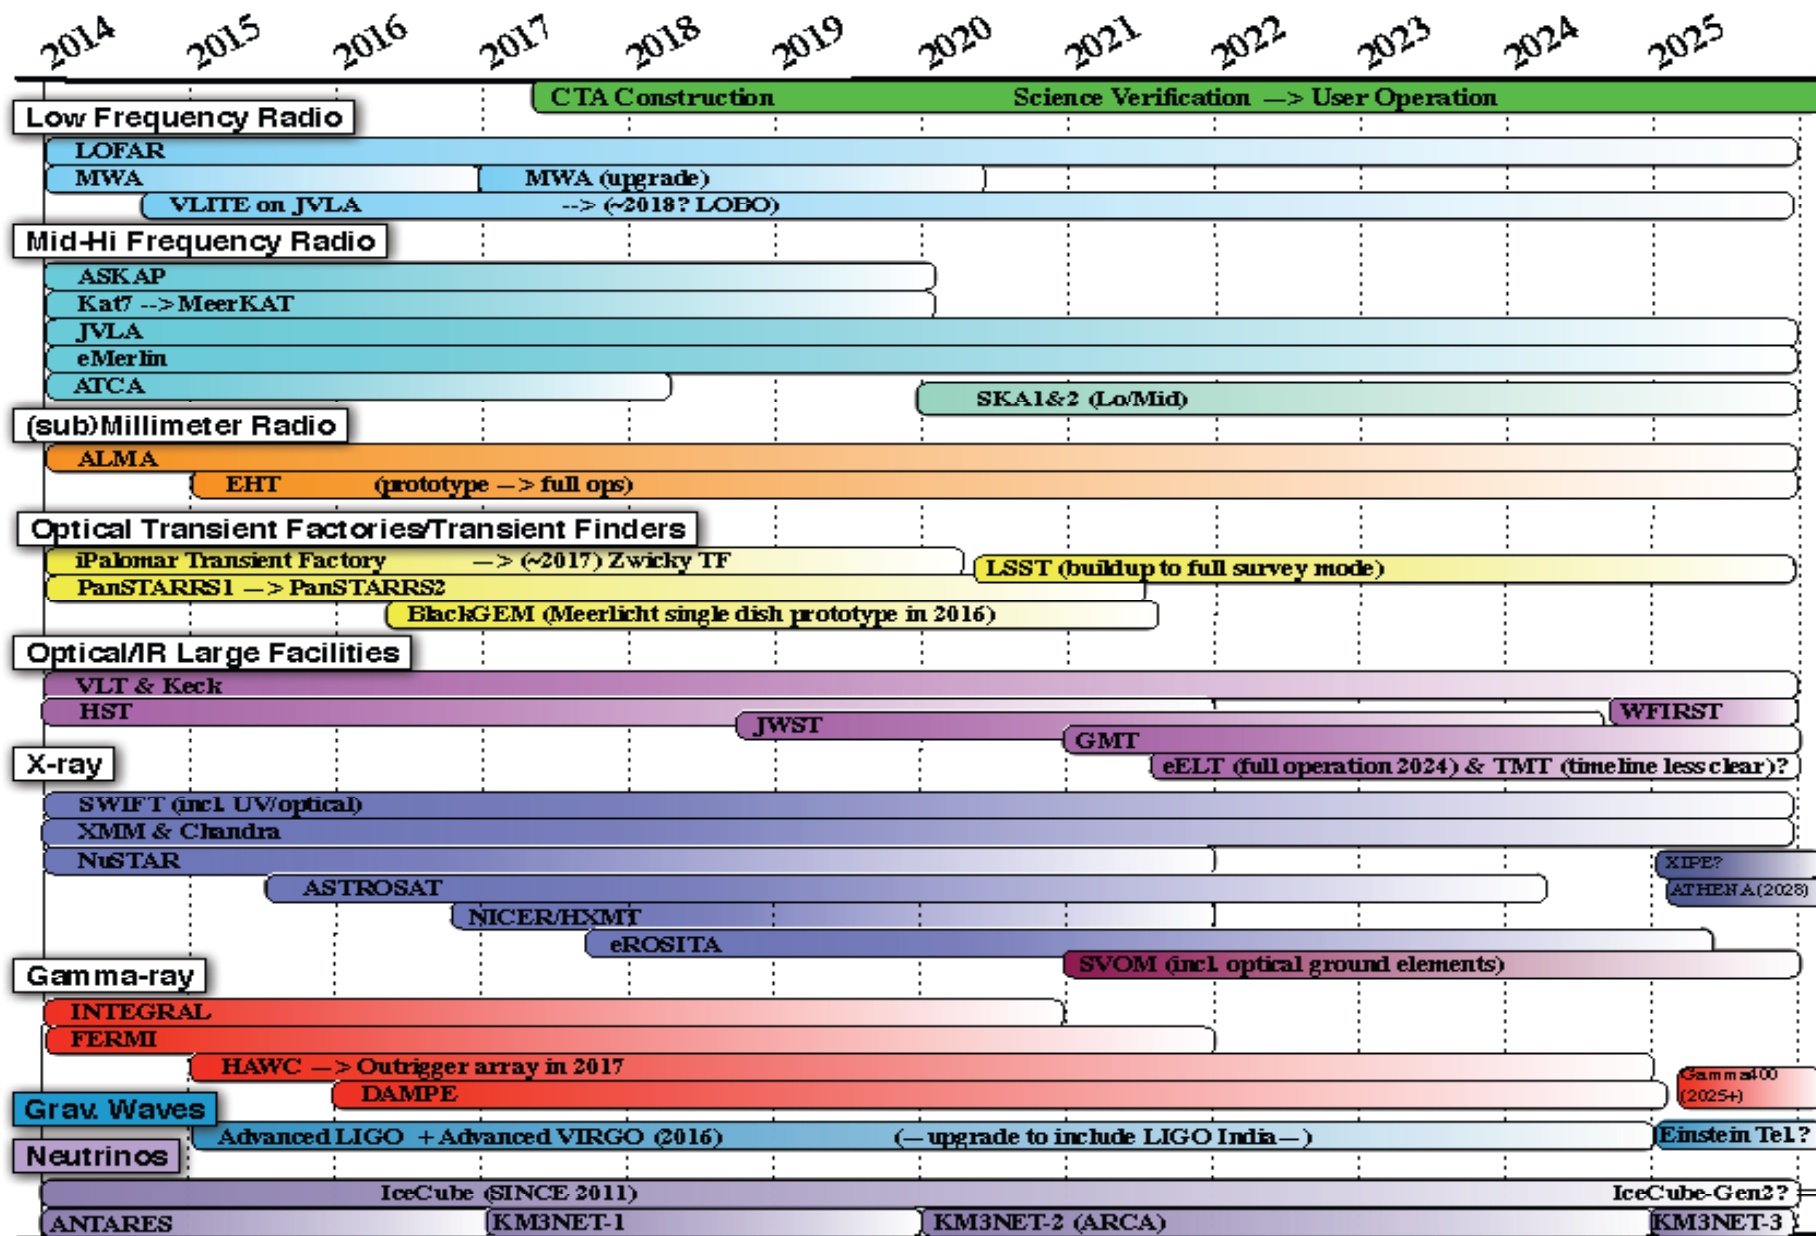 2014 2015 2016 2017 2018 2019 2020 2021 2022 2023 2024 2025
CTA Construction Science Verification —> User Operation
Low Frequency Radio
LOFAR
MWA MWA (upgrade)
VLITE on JVLA --> (~2018? LOBO)
Mid-Hi Frequency Radio
ASKAP
Kat7 --> MeerKAT
JVLA
eMerlin
ATCA
SKA1&2 (Lo/Mid)
(sub)Millimeter Radio
ALMA
EHT (prototype —> full ops)
Optical Transient Factories/Transient Finders
iPalomar Transient Factory —> (~2017) Zwicky TF
LSST (buildup to full survey mode)
PanSTARRS1 —> PanSTARRS2
BlackGEM (Meerlicht single dish prototype in 2016)
Optical/IR Large Facilities
VLT & Keck
HST
WFIRST
JWST
GMT
eELT (full operation 2024) & TMT (timeline less clear)?
X-ray
SWIFT (incl. UV/optical)
XMM & Chandra
NuSTAR
XIPE?
ASTROSAT
ATHENA (2028)
NICER/HXMT
eROSITA
SVOM (incl. optical ground elements)
Gamma-ray
INTEGRAL
FERMI
HAWC —> Outrigger array in 2017
DAMPE
Gamma400
(2025+)
Grav. Waves
Advanced LIGO + Advanced VIRGO (2016) (—upgrade to include LIGO India—)
Einstein Tel.?
Neutrinos
IceCube (SINCE 2011) IceCube-Gen2?
ANTARES KM3NET-1 KM3NET-2 (ARCA) KM3NET-3